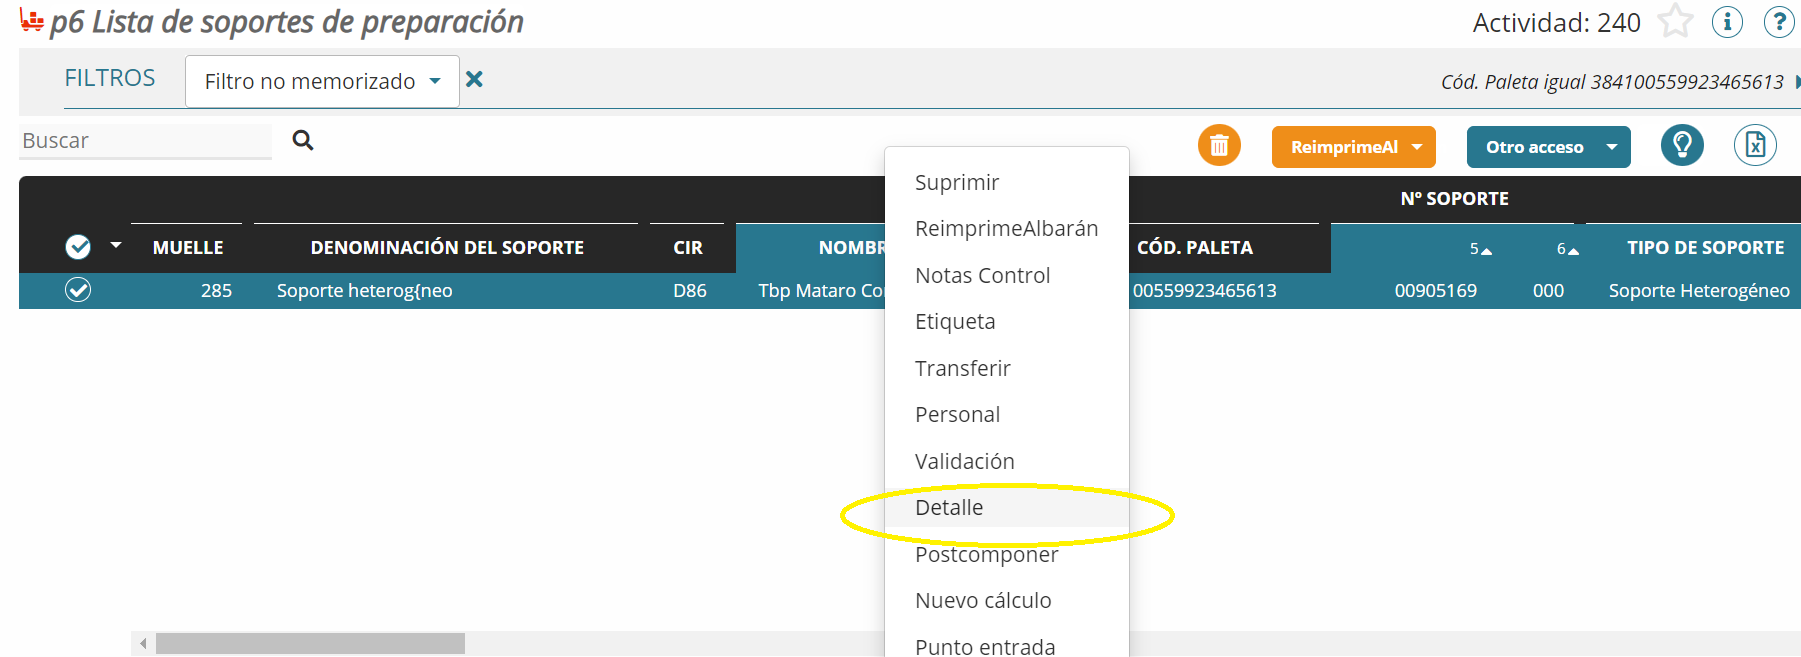 p6 Lista de soportes de preparación
Actividad: 240
FILTROS
Filtro no memorizado
Cód. Paleta igual 384100559923465613
Buscar
ReimprimeAl
Otro acceso
Nº SOPORTE
MUELLE DENOMINACIÓN DEL SOPORTE CIR NOMBR CÓD. PALETA 5 6 TIPO DE SOPORTE
285 Soporte heterog{neo D86 Tbp Mataro Co 00559923465613 00905169 000 Soporte Heterogéneo
Suprimir
ReimprimeAlbarán
Notas Control
Etiqueta
Transferir
Personal
Validación
Detalle
Postcomponer
Nuevo cálculo
Punto entrada